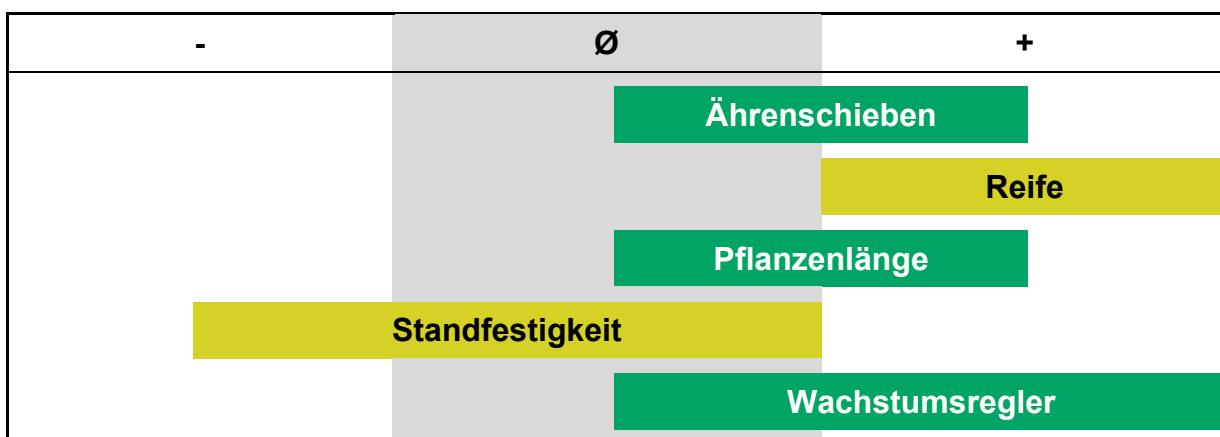 - Ø +
Ährenschieben
Reife
Pflanzenlänge
Standfestigkeit
Wachstumsregler